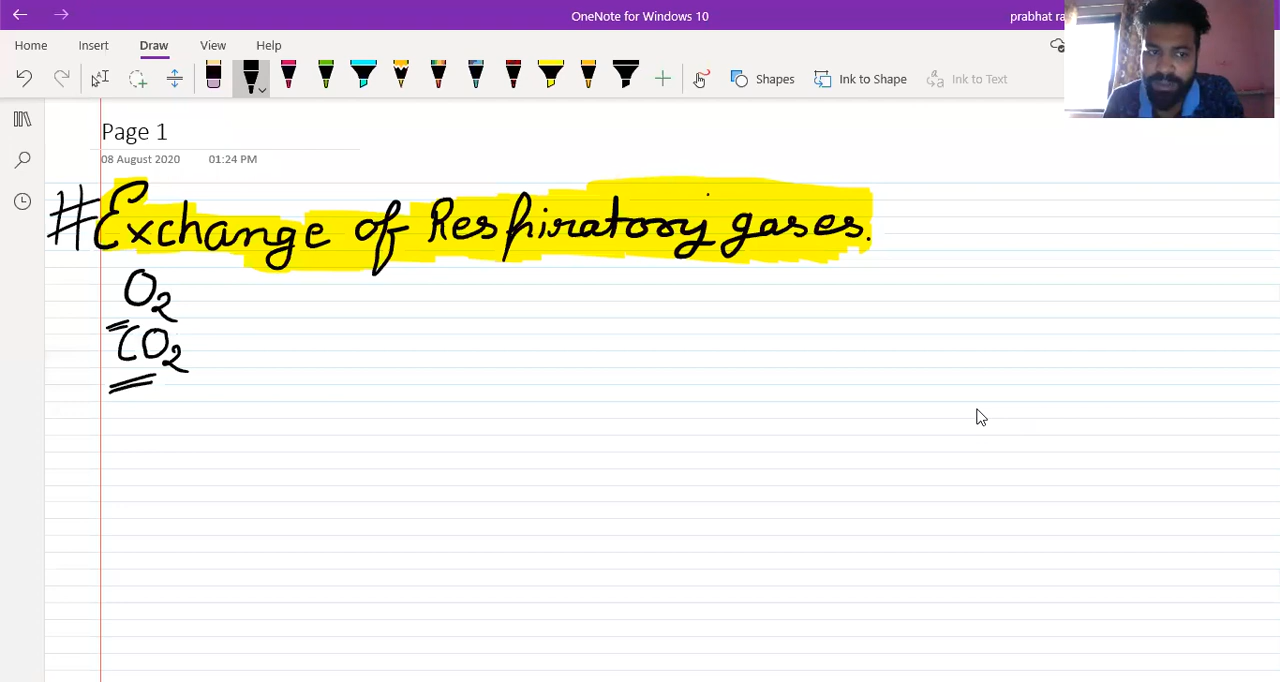 OneNote for Windows 10
prabhat ra
Home Insert Draw View Help
Shapes Ink to Shape Ink to Text
Page 1
08 August 2020 01:24 PM
#Exchange of Respiratory gases.
O2
CO2